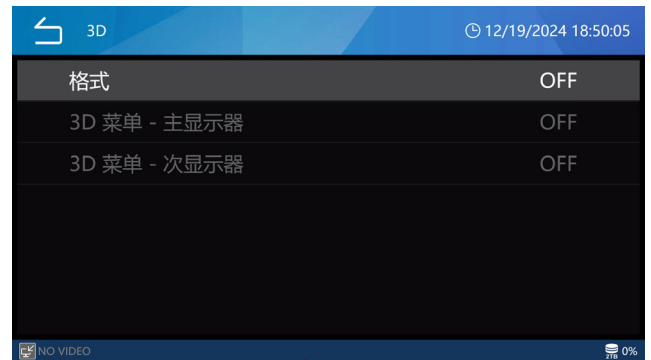 3D 12/19/2024 18:50:05
格式 OFF
3D 菜单 - 主显示器 OFF
3D 菜单 - 次显示器 OFF
NO VIDEO 2TB 0%